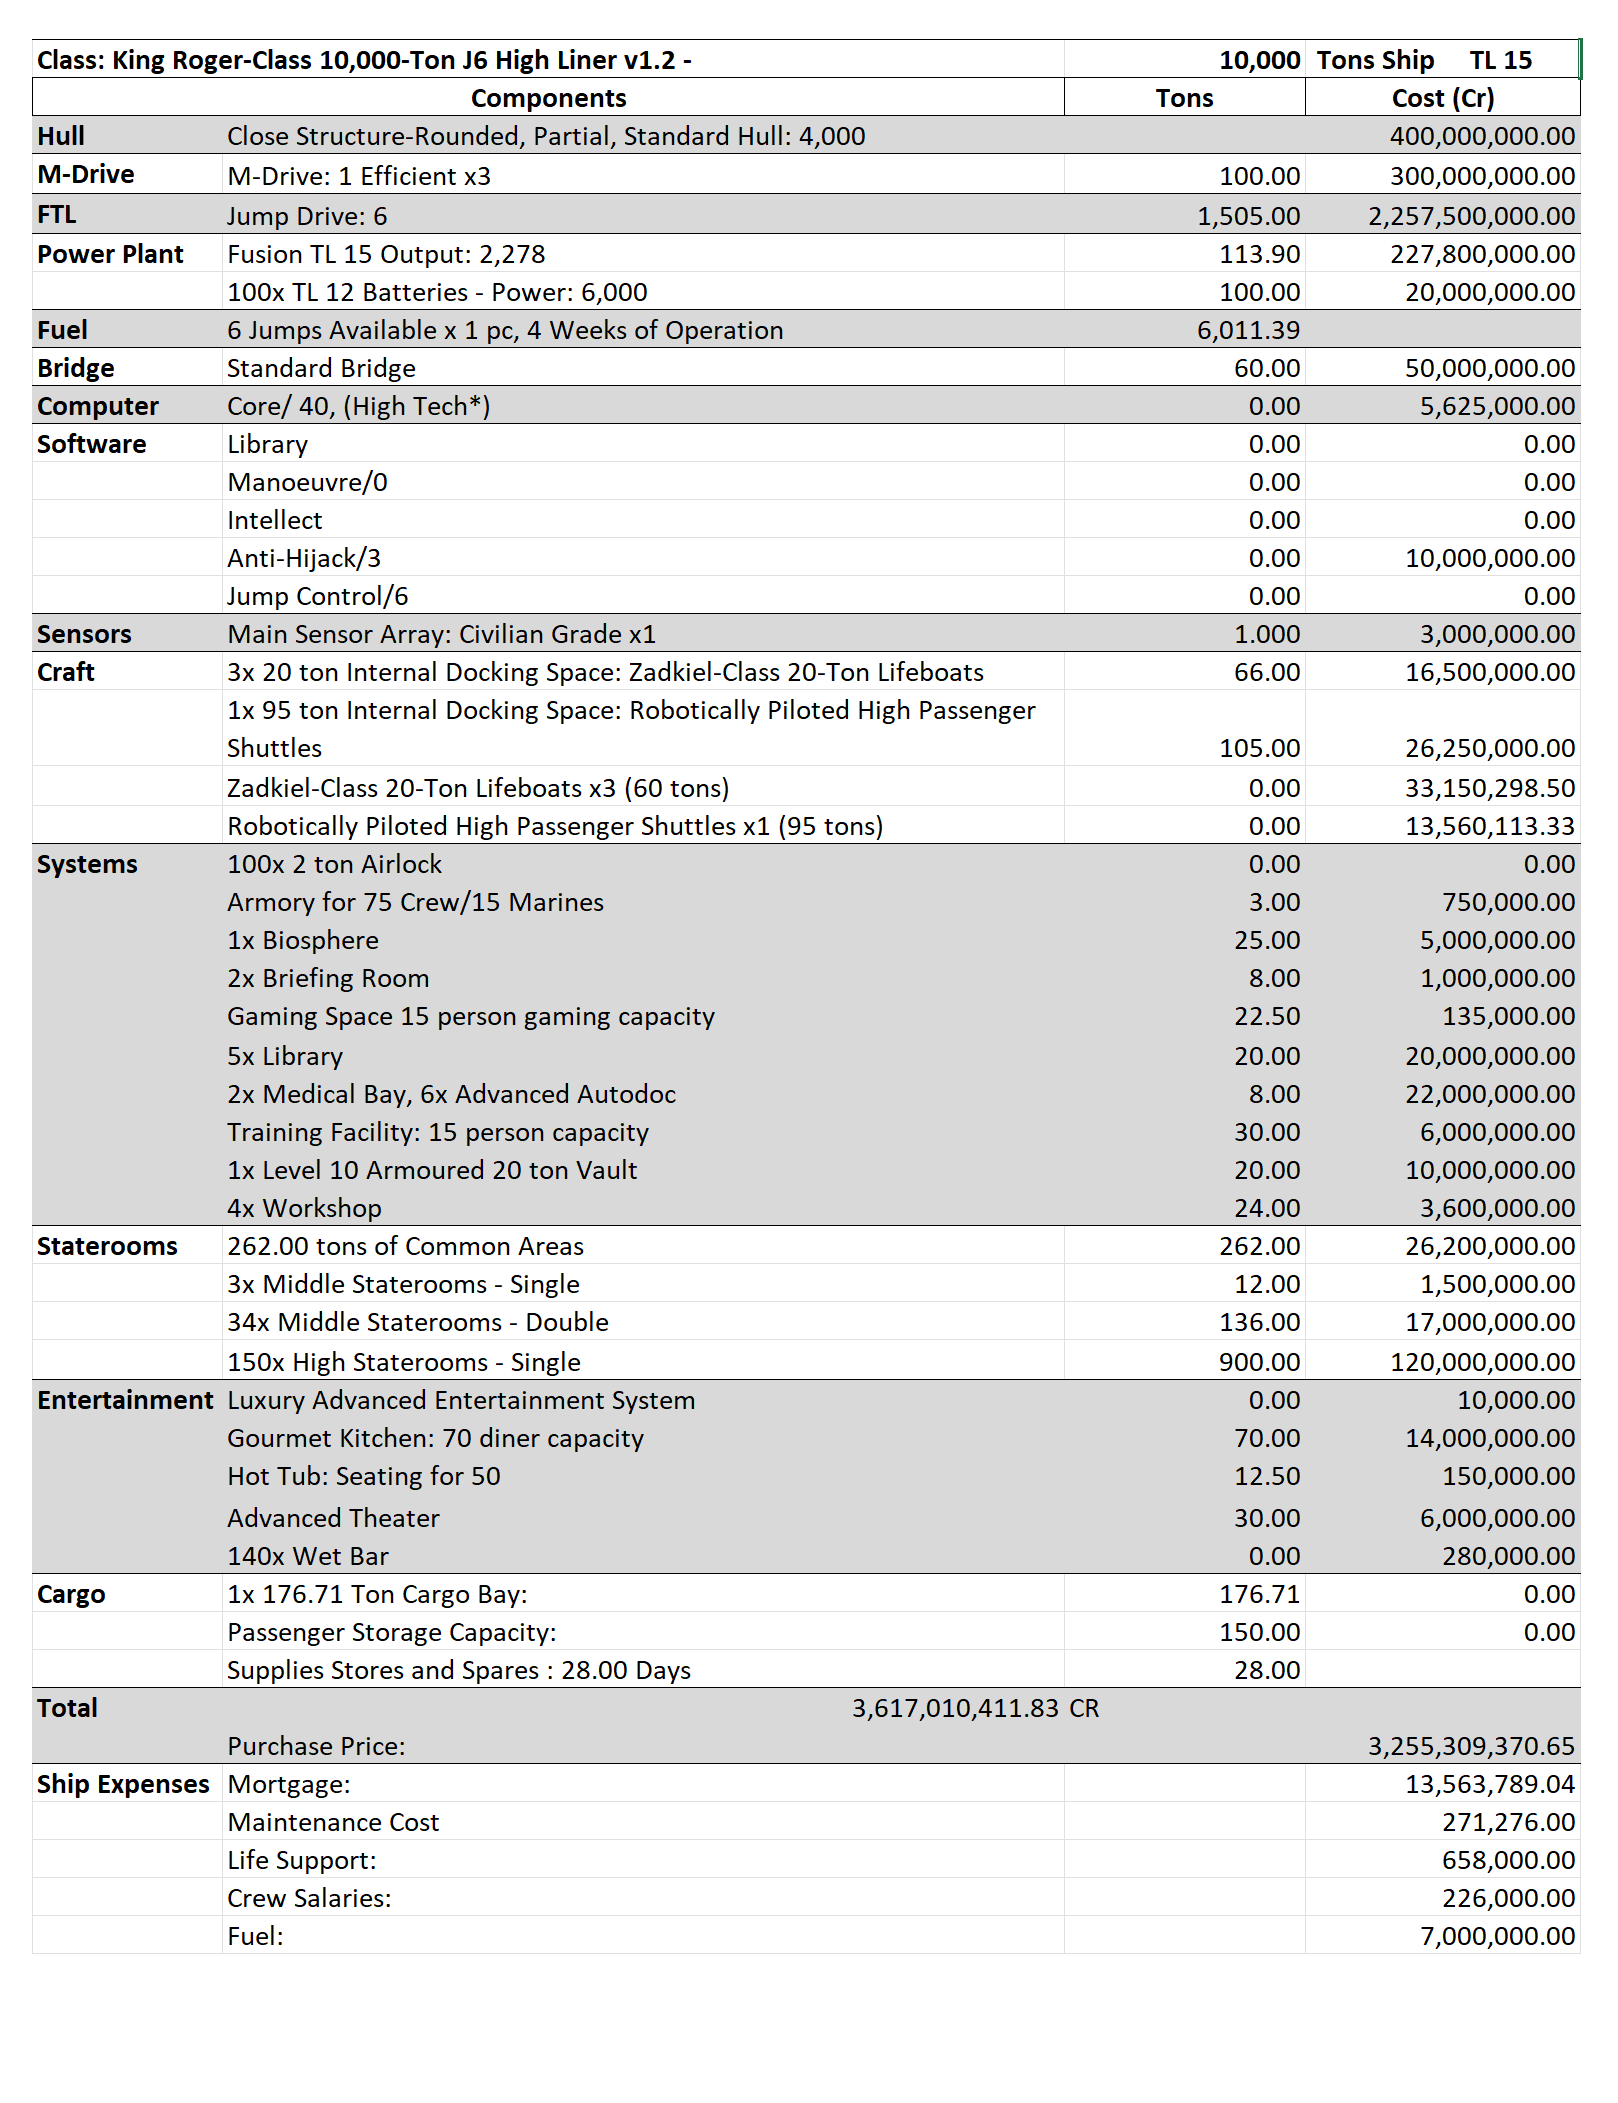 Class: King Roger-Class 10,000-Ton J6 High Liner v1.2 - 10,000 Tons Ship TL 15
Components Tons Cost (Cr)
Hull Close Structure-Rounded, Partial, Standard Hull: 4,000 400,000,000.00
M-Drive M-Drive: 1 Efficient x3 100.00 300,000,000.00
FTL Jump Drive: 6 1,505.00 2,257,500,000.00
Power Plant Fusion TL 15 Output: 2,278 113.90 227,800,000.00
100x TL 12 Batteries - Power: 6,000 100.00 20,000,000.00
Fuel 6 Jumps Available x 1 pc, 4 Weeks of Operation 6,011.39
Bridge Standard Bridge 60.00 50,000,000.00
Computer Core/ 40, (High Tech*) 0.00 5,625,000.00
Software Library 0.00 0.00
Manoeuvre/0 0.00 0.00
Intellect 0.00 0.00
Anti-Hijack/3 0.00 10,000,000.00
Jump Control/6 0.00 0.00
Sensors Main Sensor Array: Civilian Grade x1 1.000 3,000,000.00
Craft 3x 20 ton Internal Docking Space: Zadkiel-Class 20-Ton Lifeboats 66.00 16,500,000.00
1x 95 ton Internal Docking Space: Robotically Piloted High Passenger
Shuttles 105.00 26,250,000.00
Zadkiel-Class 20-Ton Lifeboats x3 (60 tons) 0.00 33,150,298.50
Robotically Piloted High Passenger Shuttles x1 (95 tons) 0.00 13,560,113.33
Systems 100x 2 ton Airlock 0.00 0.00
Armory for 75 Crew/15 Marines 3.00 750,000.00
1x Biosphere 25.00 5,000,000.00
2x Briefing Room 8.00 1,000,000.00
Gaming Space 15 person gaming capacity 22.50 135,000.00
5x Library 20.00 20,000,000.00
2x Medical Bay, 6x Advanced Autodoc 8.00 22,000,000.00
Training Facility: 15 person capacity 30.00 6,000,000.00
1x Level 10 Armoured 20 ton Vault 20.00 10,000,000.00
4x Workshop 24.00 3,600,000.00
Staterooms 262.00 tons of Common Areas 262.00 26,200,000.00
3x Middle Staterooms - Single 12.00 1,500,000.00
34x Middle Staterooms - Double 136.00 17,000,000.00
150x High Staterooms - Single 900.00 120,000,000.00
Entertainment Luxury Advanced Entertainment System 0.00 10,000.00
Gourmet Kitchen: 70 diner capacity 70.00 14,000,000.00
Hot Tub: Seating for 50 12.50 150,000.00
Advanced Theater 30.00 6,000,000.00
140x Wet Bar 0.00 280,000.00
Cargo 1x 176.71 Ton Cargo Bay: 176.71 0.00
Passenger Storage Capacity: 150.00 0.00
Supplies Stores and Spares : 28.00 Days 28.00
Total 3,617,010,411.83 CR
Purchase Price: 3,255,309,370.65
Ship Expenses Mortgage: 13,563,789.04
Maintenance Cost 271,276.00
Life Support: 658,000.00
Crew Salaries: 226,000.00
Fuel: 7,000,000.00